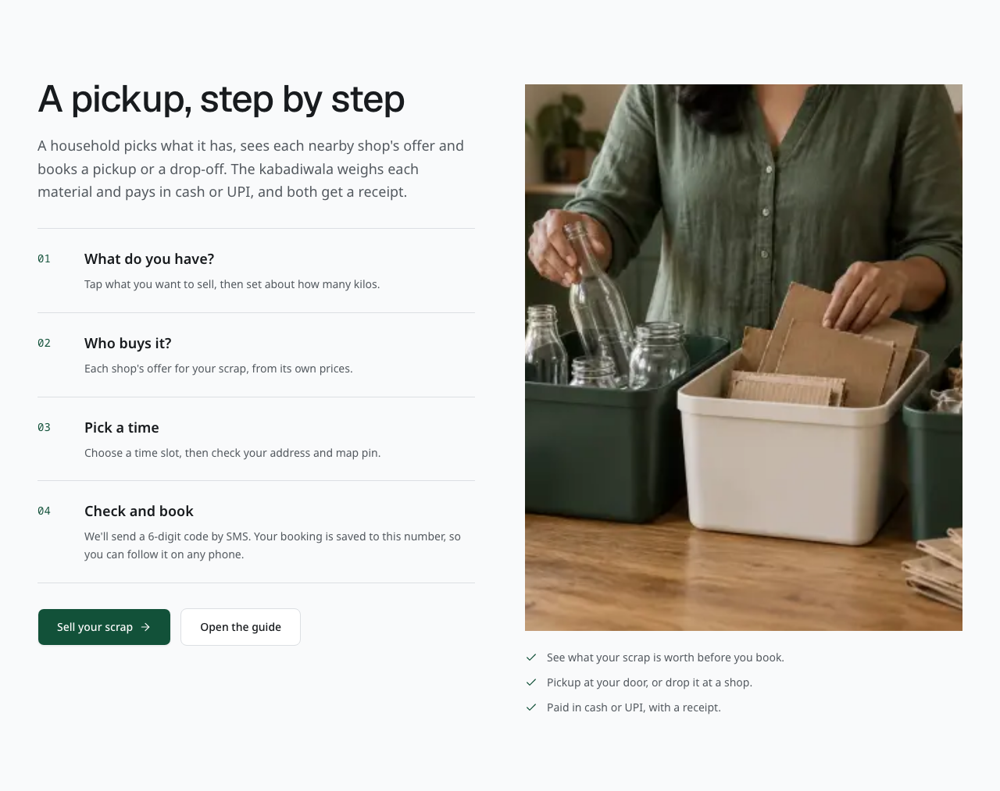 A pickup, step by step
A household picks what it has, sees each nearby shop's offer and
books a pickup or a drop-off. The kabadiwala weighs each
material and pays in cash or UPI, and both get a receipt.
01
What do you have?
Tap what you want to sell, then set about how many kilos.
02
Who buys it?
Each shop's offer for your scrap, from its own prices.
03
Pick a time
Choose a time slot, then check your address and map pin.
04
Check and book
We'll send a 6-digit code by SMS. Your booking is saved to this number, so
you can follow it on any phone.
Sell your scrap →
Open the guide
See what your scrap is worth before you book.
Pickup at your door, or drop it at a shop.
Paid in cash or UPI, with a receipt.